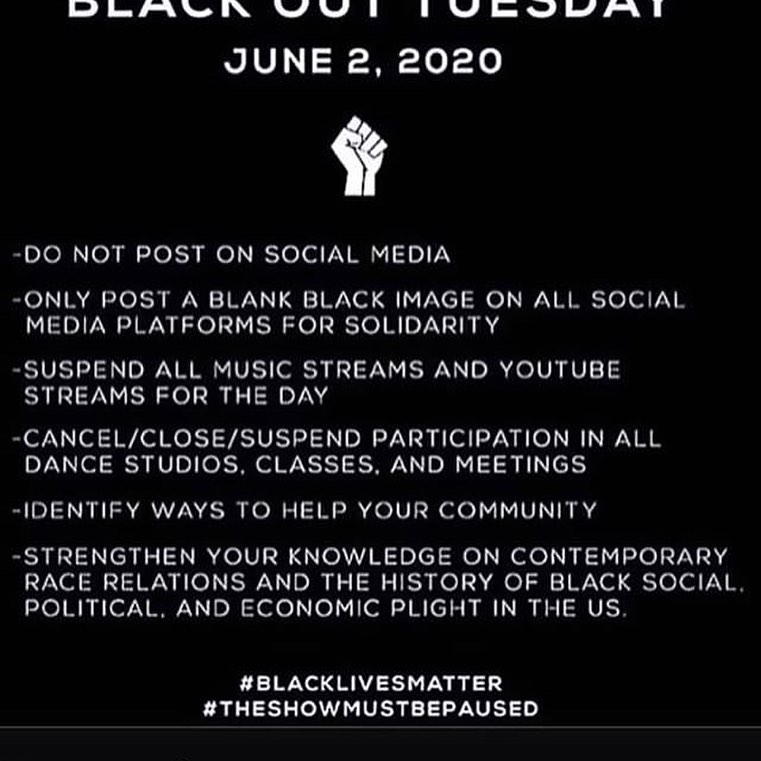 BLACK OUT TUESDAY
JUNE 2, 2020
-DO NOT POST ON SOCIAL MEDIA
-ONLY POST A BLANK BLACK IMAGE ON ALL SOCIAL
MEDIA PLATFORMS FOR SOLIDARITY
-SUSPEND ALL MUSIC STREAMS AND YOUTUBE
STREAMS FOR THE DAY
-CANCEL/CLOSE/SUSPEND PARTICIPATION IN ALL
DANCE STUDIOS, CLASSES, AND MEETINGS
-IDENTIFY WAYS TO HELP YOUR COMMUNITY
-STRENGTHEN YOUR KNOWLEDGE ON CONTEMPORARY
RACE RELATIONS AND THE HISTORY OF BLACK SOCIAL,
POLITICAL, AND ECONOMIC PLIGHT IN THE US.
#BLACKLIVESMATTER
#THESHOWMUSTBEPAUSED